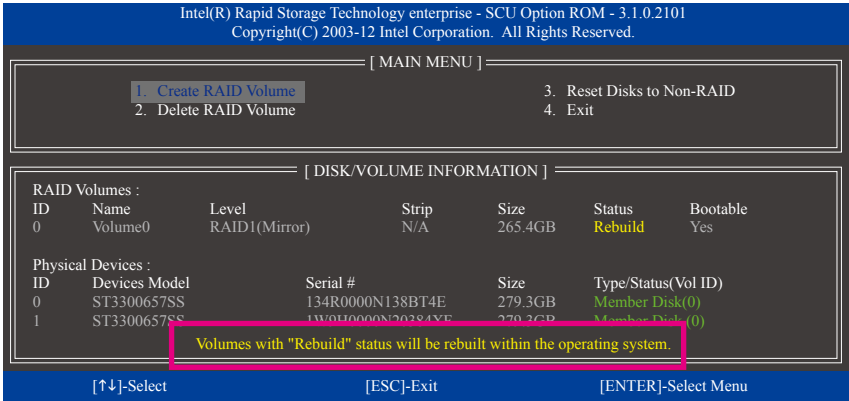 Intel(R) Rapid Storage Technology enterprise - SCU Option ROM - 3.1.0.2101
Copyright(C) 2003-12 Intel Corporation. All Rights Reserved.
[ MAIN MENU ]
1. Create RAID Volume 3. Reset Disks to Non-RAID
2. Delete RAID Volume 4. Exit
[ DISK/VOLUME INFORMATION ]
RAID Volumes :
ID Name Level Strip Size Status Bootable
0 Volume0 RAID1(Mirror) N/A 265.4GB Rebuild Yes
Physical Devices :
ID Devices Model Serial # Size Type/Status(Vol ID)
0 ST3300657SS 134R0000N138BT4E 279.3GB Member Disk(0)
1 ST3300657SS 279.3GB Member Disk (0)
Volumes with "Rebuild" status will be rebuilt within the operating system.
[↑↓]-Select [ESC]-Exit [ENTER]-Select Menu